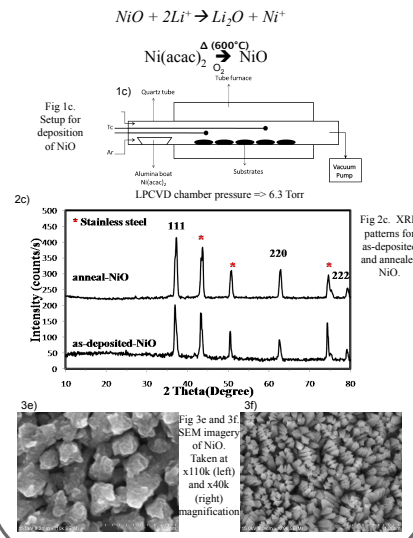 NiO + 2Li⁺ → Li₂O + Ni⁺
Δ (600°C)
Ni(acac)₂ → NiO
O₂
Tube furnace
1c)
Quartz tube
Fig 1c.
Setup for
deposition
of NiO
Tc
Ar
Alumina boat
Ni(acac)₂
Substrates
Vacuum
Pump
LPCVD chamber pressure => 6.3 Torr
2c)
Intensity (counts/s)
500
450
400
350
300
250
200
150
100
50
0
* Stainless steel
111
*
*
220
*
222
anneal-NiO
as-deposited-NiO
10 20 30 40 50 60 70 80
2 Theta(Degree)
Fig 2c. XR
patterns fo
as-deposited
and anneale
NiO.
3e)
3f)
Fig 3e and 3f.
SEM imagery
of NiO.
Taken at
x110k (left)
and x40k
(right)
magnification